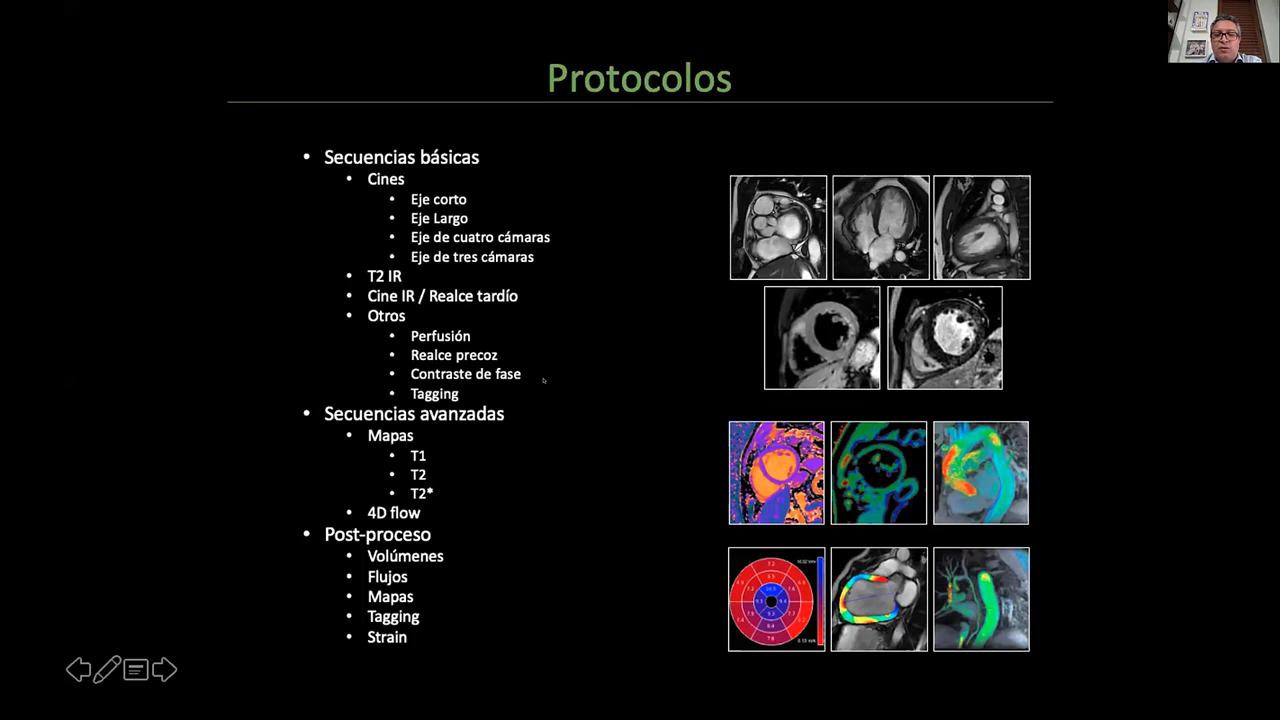 Protocolos
• Secuencias básicas
• Cines
• Eje corto
• Eje Largo
• Eje de cuatro cámaras
• Eje de tres cámaras
• T2 IR
• Cine IR / Realce tardío
• Otros
• Perfusión
• Realce precoz
• Contraste de fase
• Tagging
• Secuencias avanzadas
• Mapas
• T1
• T2
• T2*
• 4D flow
• Post-proceso
• Volúmenes
• Flujos
• Mapas
• Tagging
• Strain